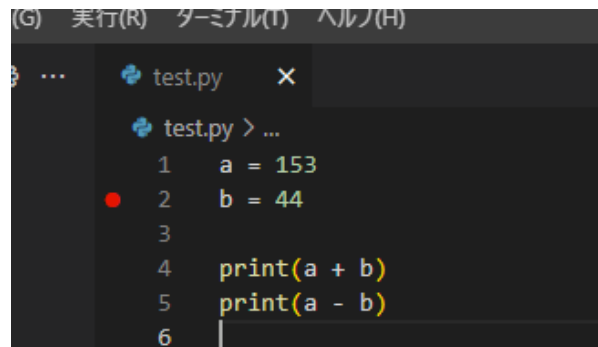 (G) 実行(R) ターミナル(T) ヘルプ(H)
... test.py ×
test.py > ...
1 a = 153
2 b = 44
3
4 print(a + b)
5 print(a - b)
6